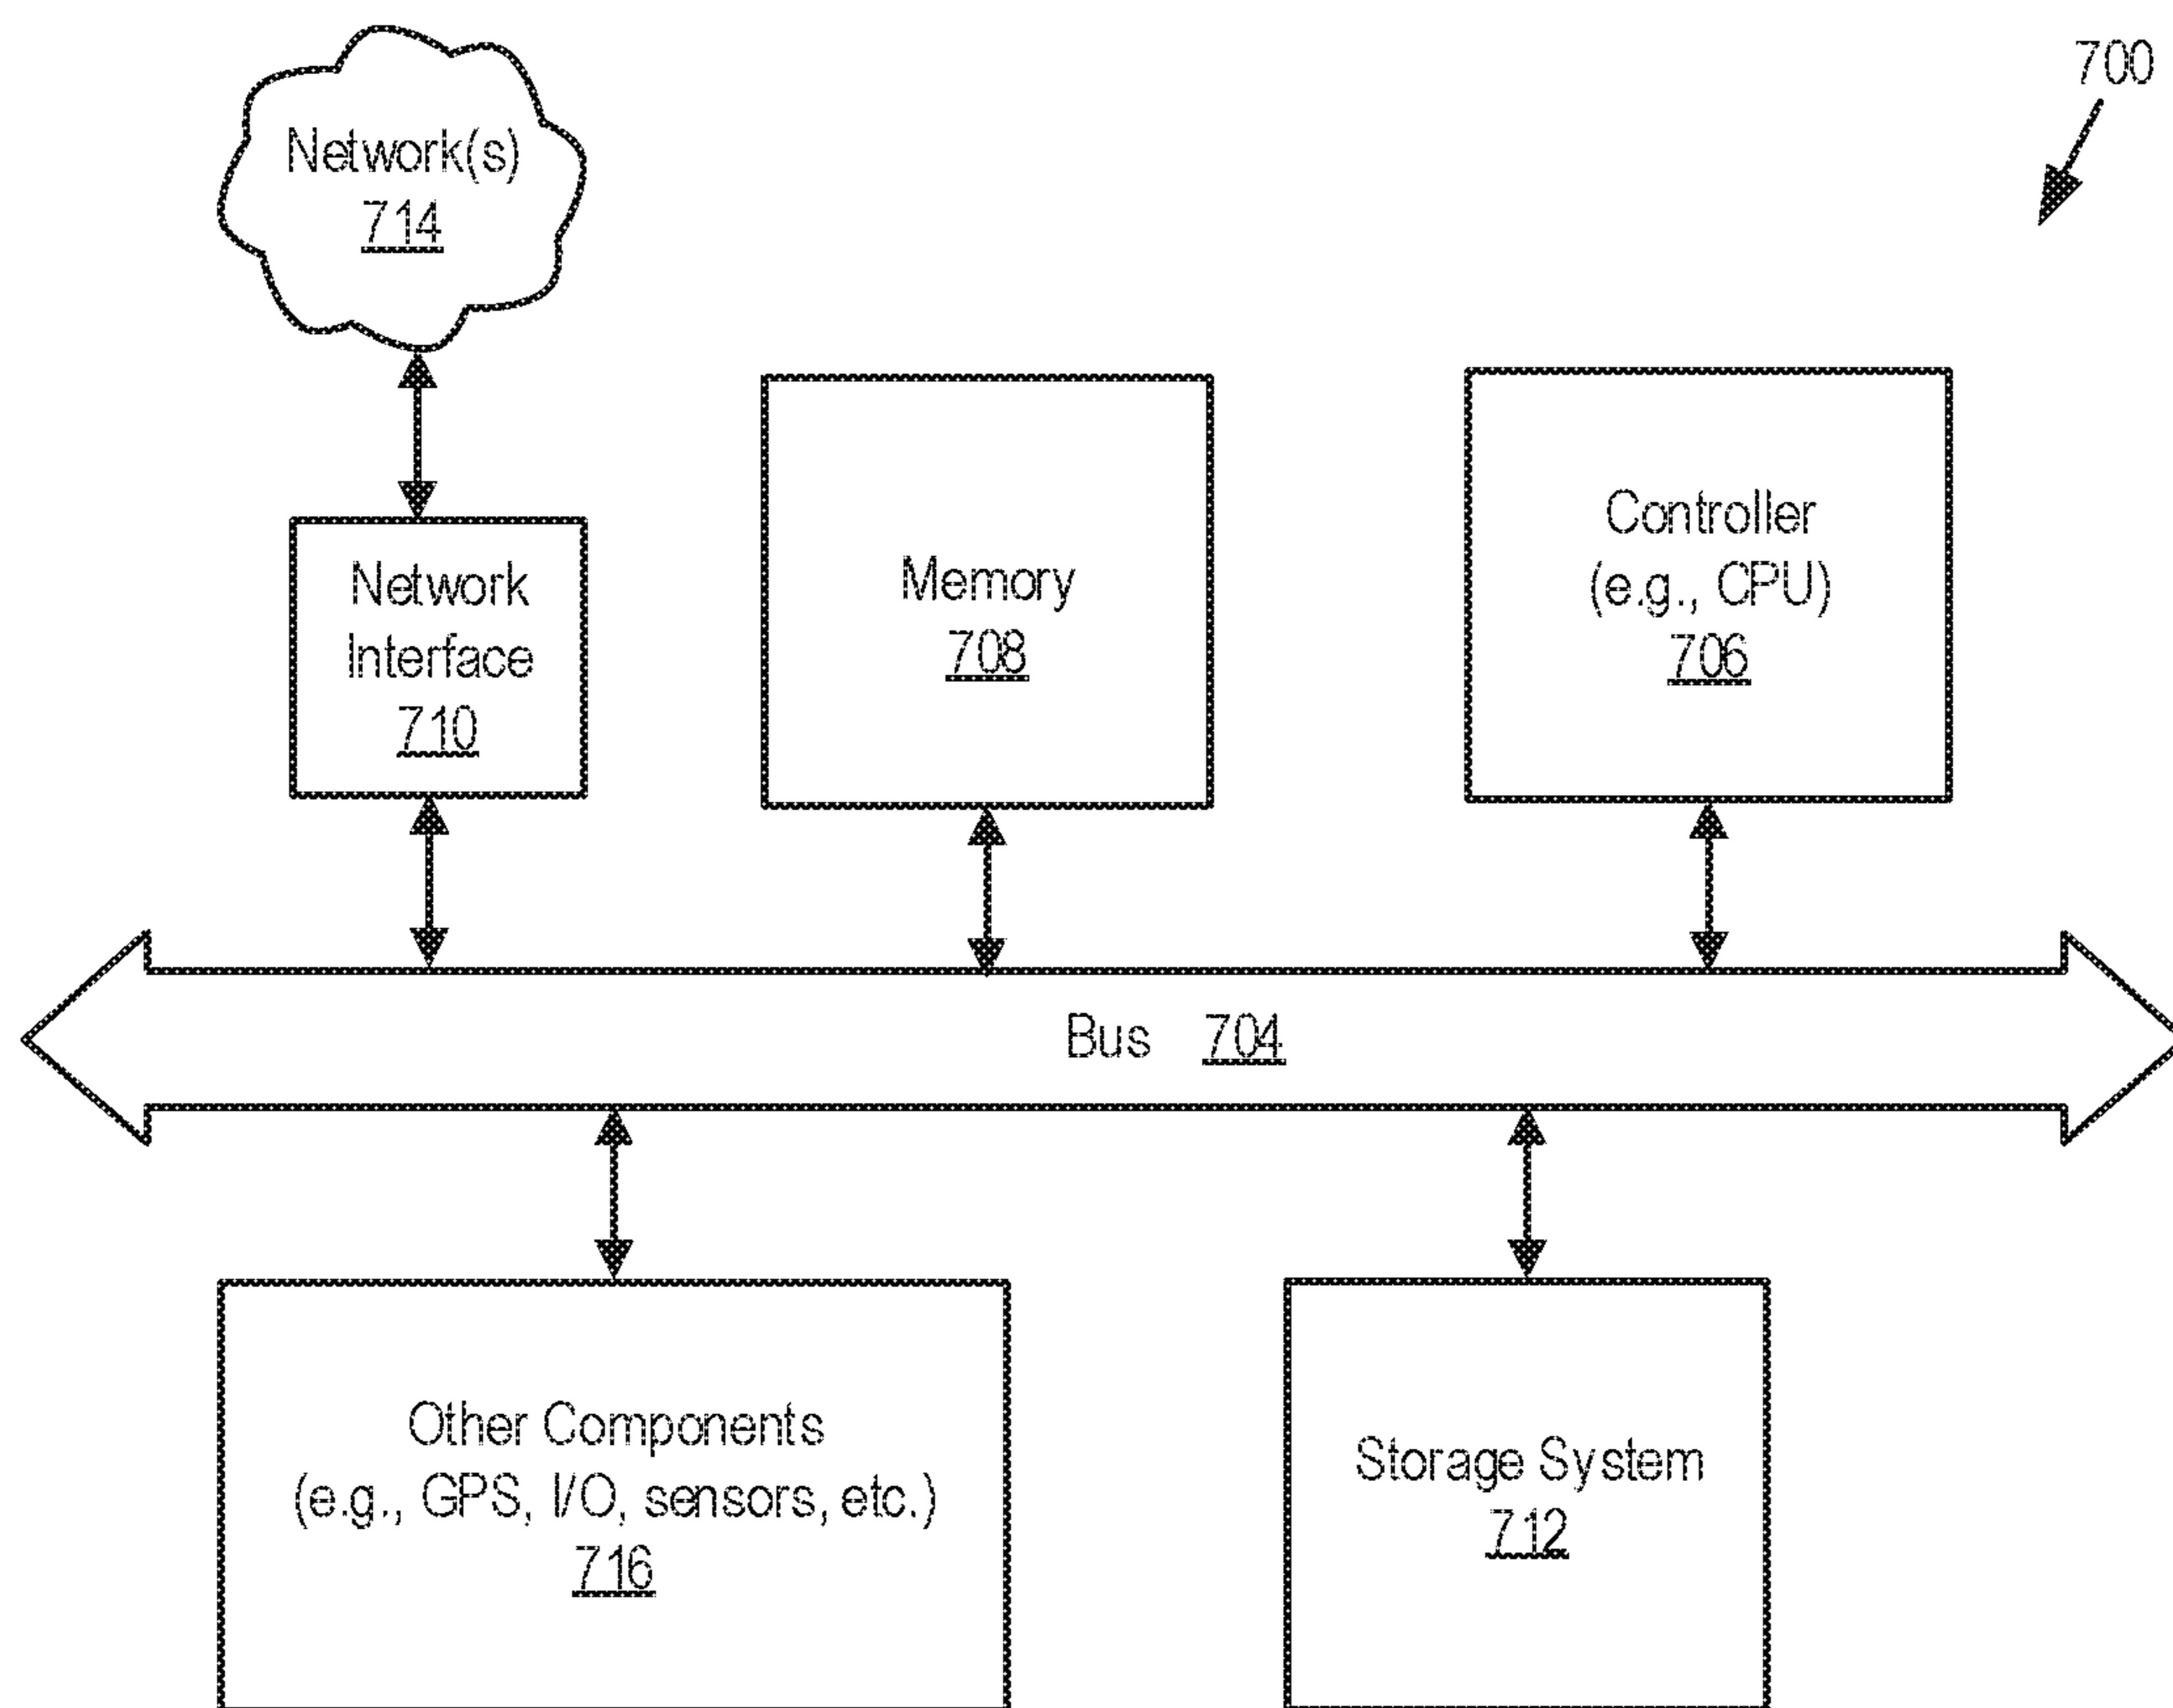 700
Network(s)
714
Network
Interface
710
Memory
708
Controller
(e.g., CPU)
706
Bus 704
Other Components
(e.g., GPS, I/O, sensors, etc.)
716
Storage System
712